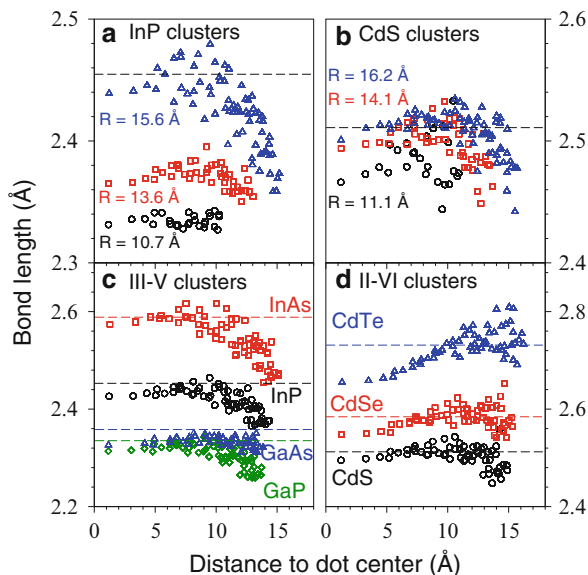 a InP clusters
b CdS clusters
2.5
2.6
R = 16.2 Å
R = 14.1 Å
R = 15.6 Å
2.4
2.5
R = 13.6 Å
R = 11.1 Å
R = 10.7 Å
2.3
2.4
Bond length (Å)
c III-V clusters
d II-VI clusters
InAs
2.6
2.8
CdTe
InP
CdSe
2.4
2.6
GaAs
CdS
GaP
2.2
2.4
0 5 10 15 0 5 10 15
Distance to dot center (Å)